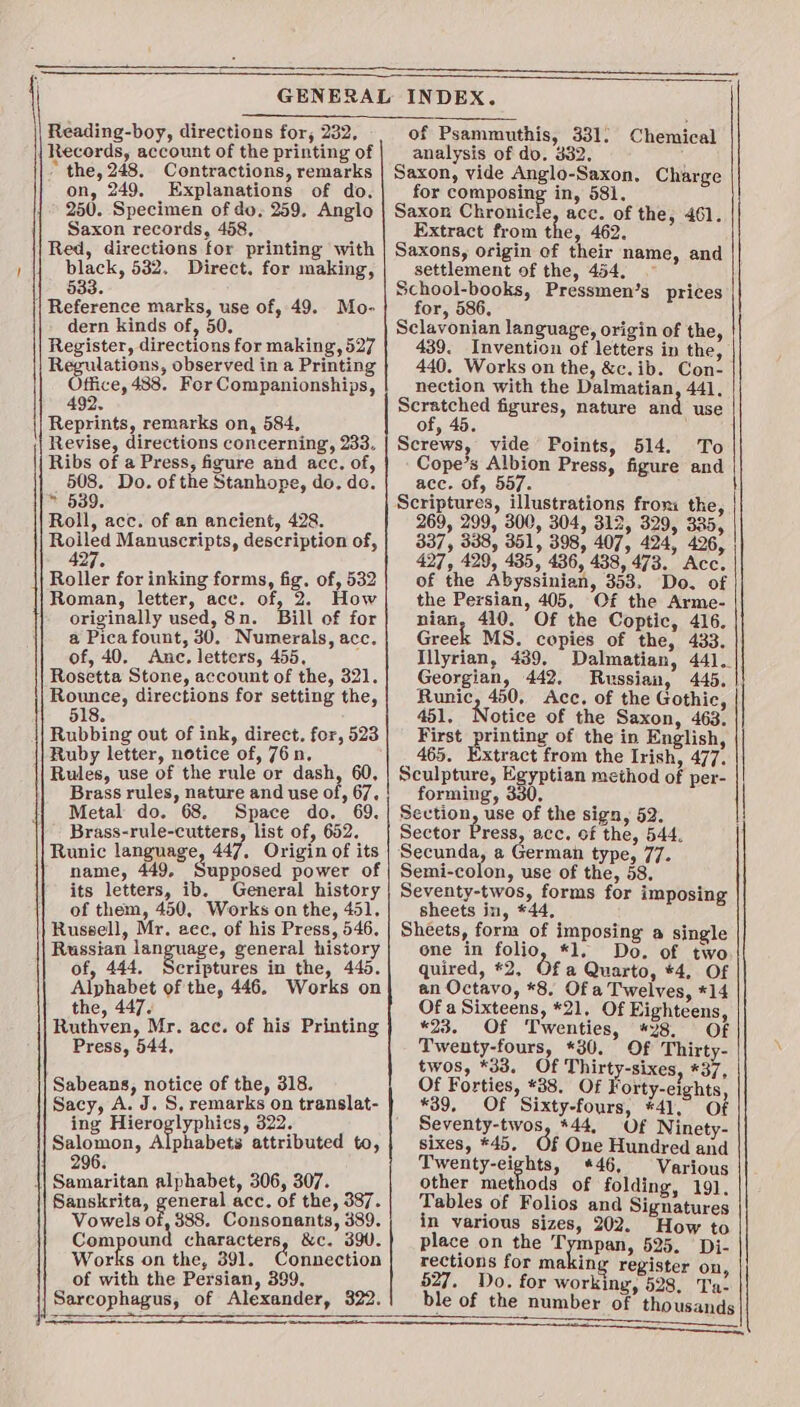 GENERAL INDEX.
Reading-boy, directions for, 232.
Records, account of the printing of
the, 248. Contractions, remarks
on, 249. Explanations of do.
250. Specimen of do. 259. Anglo
Saxon records, 458.
Red, directions for printing with
black, 532. Direct. for making,
533.
Reference marks, use of, 49. Mo-
dern kinds of, 50.
Register, directions for making, 527
Regulations, observed in a Printing
Office, 488. For Companionships,
492.
Reprints, remarks on, 584.
Revise, directions concerning, 233.
Ribs of a Press, figure and acc. of,
508. Do. of the Stanhope, do. do.
539.
Roll, acc. of an ancient, 428.
Roiled Manuscripts, description of,
427.
Roller for inking forms, fig. of, 532
Roman, letter, acc. of, 2. How
originally used, 8n. Bill of for
a Pica fount, 30. Numerals, acc.
of, 40. Anc. letters, 455.
Rosetta Stone, account of the, 321.
Rounce, directions for setting the,
518.
Rubbing out of ink, direct. for, 523
Ruby letter, notice of, 76 n.
Rules, use of the rule or dash, 60.
Brass rules, nature and use of, 67.
Metal do. 68. Space do. 69.
Brass-rule-cutters, list of, 652.
Runic language, 447. Origin of its
name, 449. Supposed power of
its letters, ib. General history
of them, 450. Works on the, 451.
Russell, Mr. acc. of his Press, 546.
Russian language, general history
of, 444. Scriptures in the, 445.
Alphabet of the, 446. Works on
the, 447.
Ruthven, Mr. acc. of his Printing
Press, 544.
Sabeans, notice of the, 318.
Sacy, A. J. S. remarks on translat-
ing Hieroglyphics, 322.
Salomon, Alphabets attributed to,
296.
Samaritan alphabet, 306, 307.
Sanskrita, general acc. of the, 387.
Vowels of, 388. Consonants, 389.
Compound characters, &c. 390.
Works on the, 391. Connection
of with the Persian, 399.
Sarcophagus, of Alexander, 322.
of Psammuthis, 331. Chemical
analysis of do. 332.
Saxon, vide Anglo-Saxon. Charge
for composing in, 581.
Saxon Chronicle, acc. of the, 461.
Extract from the, 462.
Saxons, origin of their name, and
settlement of the, 454.
School-books, Pressmen's prices
for, 586.
Sclavonian language, origin of the,
439. Invention of letters in the,
440. Works on the, &c. ib. Con-
nection with the Dalmatian, 441.
Scratched figures, nature and use
of, 45.
Screws, vide Points, 514. To
Cope's Albion Press, figure and
acc. of, 557.
Scriptures, illustrations from the,
269, 299, 300, 304, 312, 329, 335,
337, 338, 351, 398, 407, 424, 426,
427, 429, 435, 436, 438, 473. Acc.
of the Abyssinian, 353. Do. of
the Persian, 405. Of the Arme-
nian, 410. Of the Coptic, 416.
Greek MS. copies of the, 433.
Illyrian, 439. Dalmatian, 441.
Georgian, 442. Russian, 445.
Runic, 450. Acc. of the Gothic,
451. Notice of the Saxon, 463.
First printing of the in English,
465. Extract from the Irish, 477.
Sculpture, Egyptian method of per-
forming, 330.
Section, use of the sign, 52.
Sector Press, acc. of the, 544.
Secunda, a German type, 77.
Semi-colon, use of the, 58.
Seventy-twos, forms for imposing
sheets in, *44.
Sheets, form of imposing a single
one in folio, *1. Do. of two
quired, *2. Of a Quarto, *4. Of
an Octavo, *8. Of a Twelves, *14
Of a Sixteens, *21. Of Eighteens,
*23. Of Twenties, *28. Of
Twenty-fours, *30. Of Thirty-
twos, *33. Of Thirty-sixes, *37.
Of Forties, *38. Of Forty-eights,
*39. Of Sixty-fours, *41. Of
Seventy-twos, *44. Of Ninety-
sixes, *45. Of One Hundred and
Twenty-eights, *46. Various
other methods of folding, 191.
Tables of Folios and Signatures
in various sizes, 202. How to
place on the Tympan, 525. Di-
rections for making register on,
527. Do. for working, 528. Ta-
ble of the number of thousands